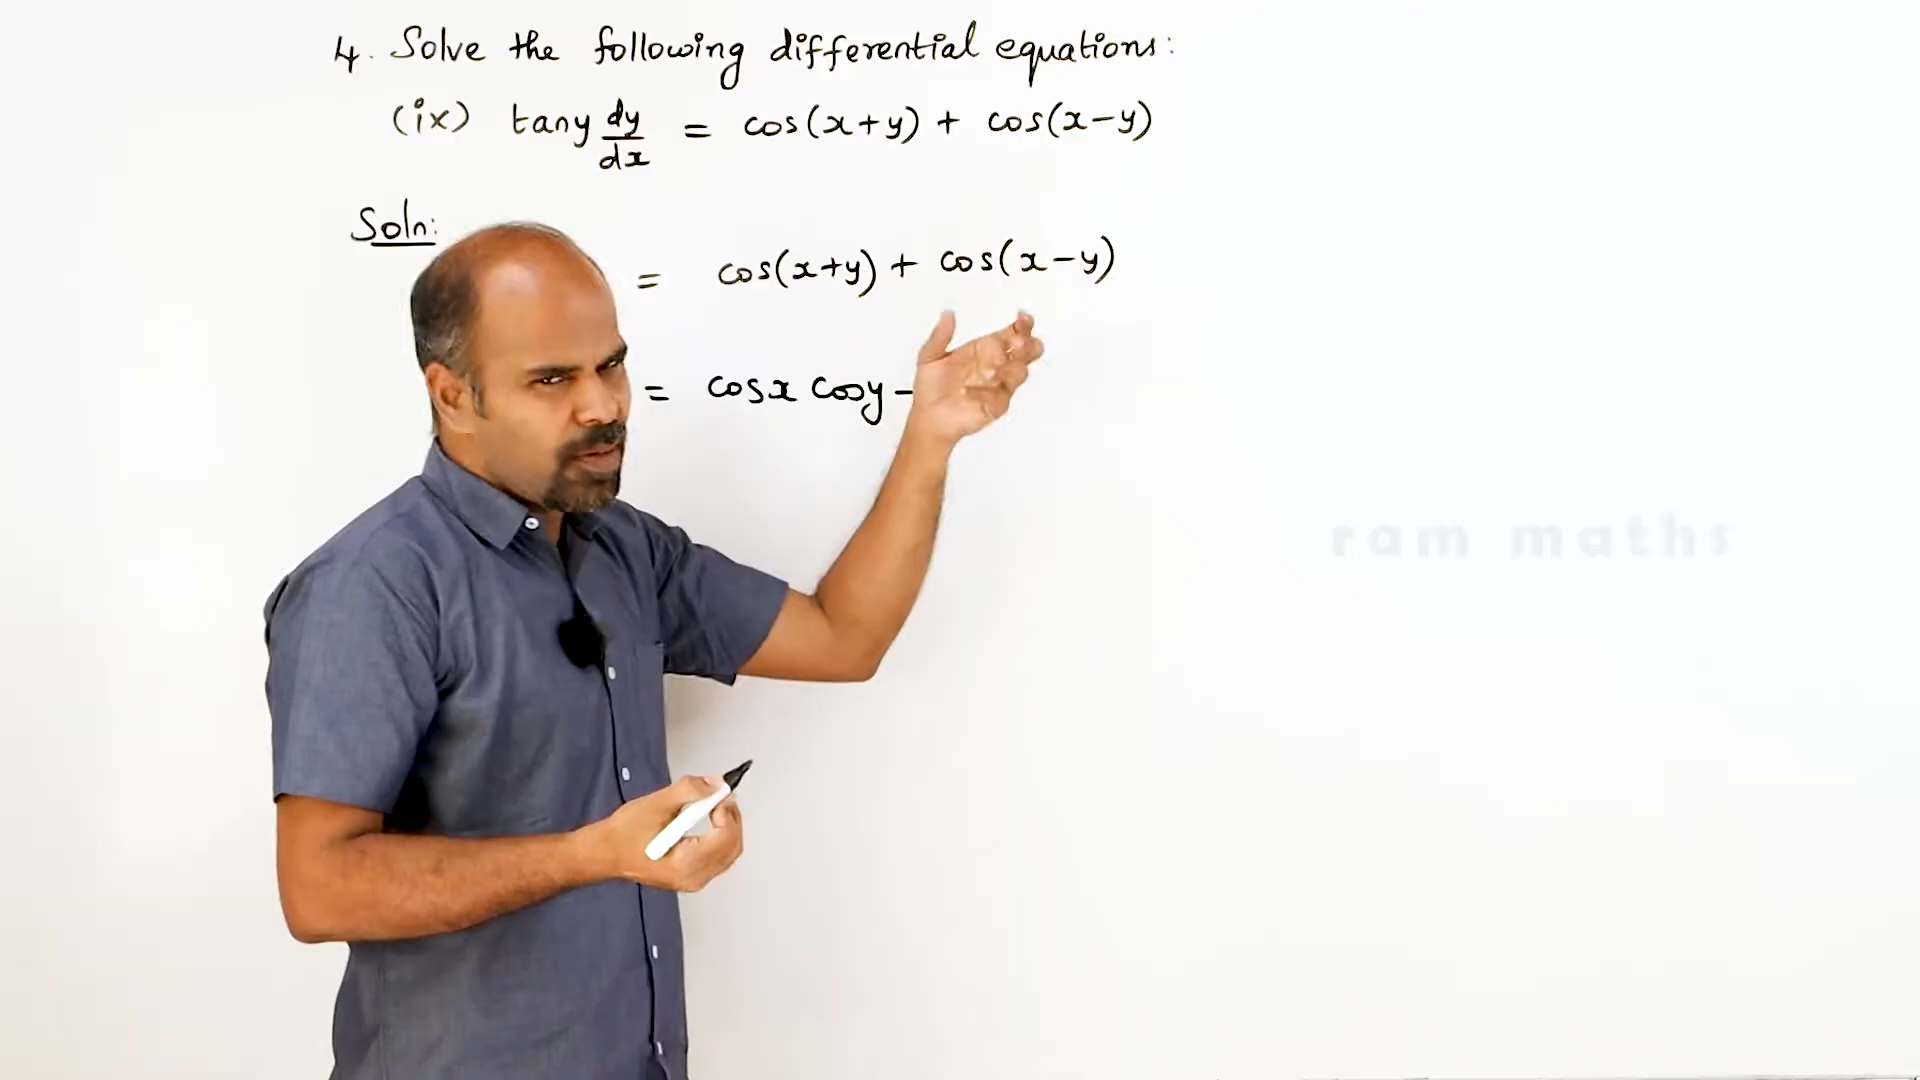 4. Solve the following differential equations:
(ix) tany dy/dx = cos(x+y) + cos(x-y)
Soln:
= cos(x+y) + cos(x-y)
= cosx cosy -
ram maths